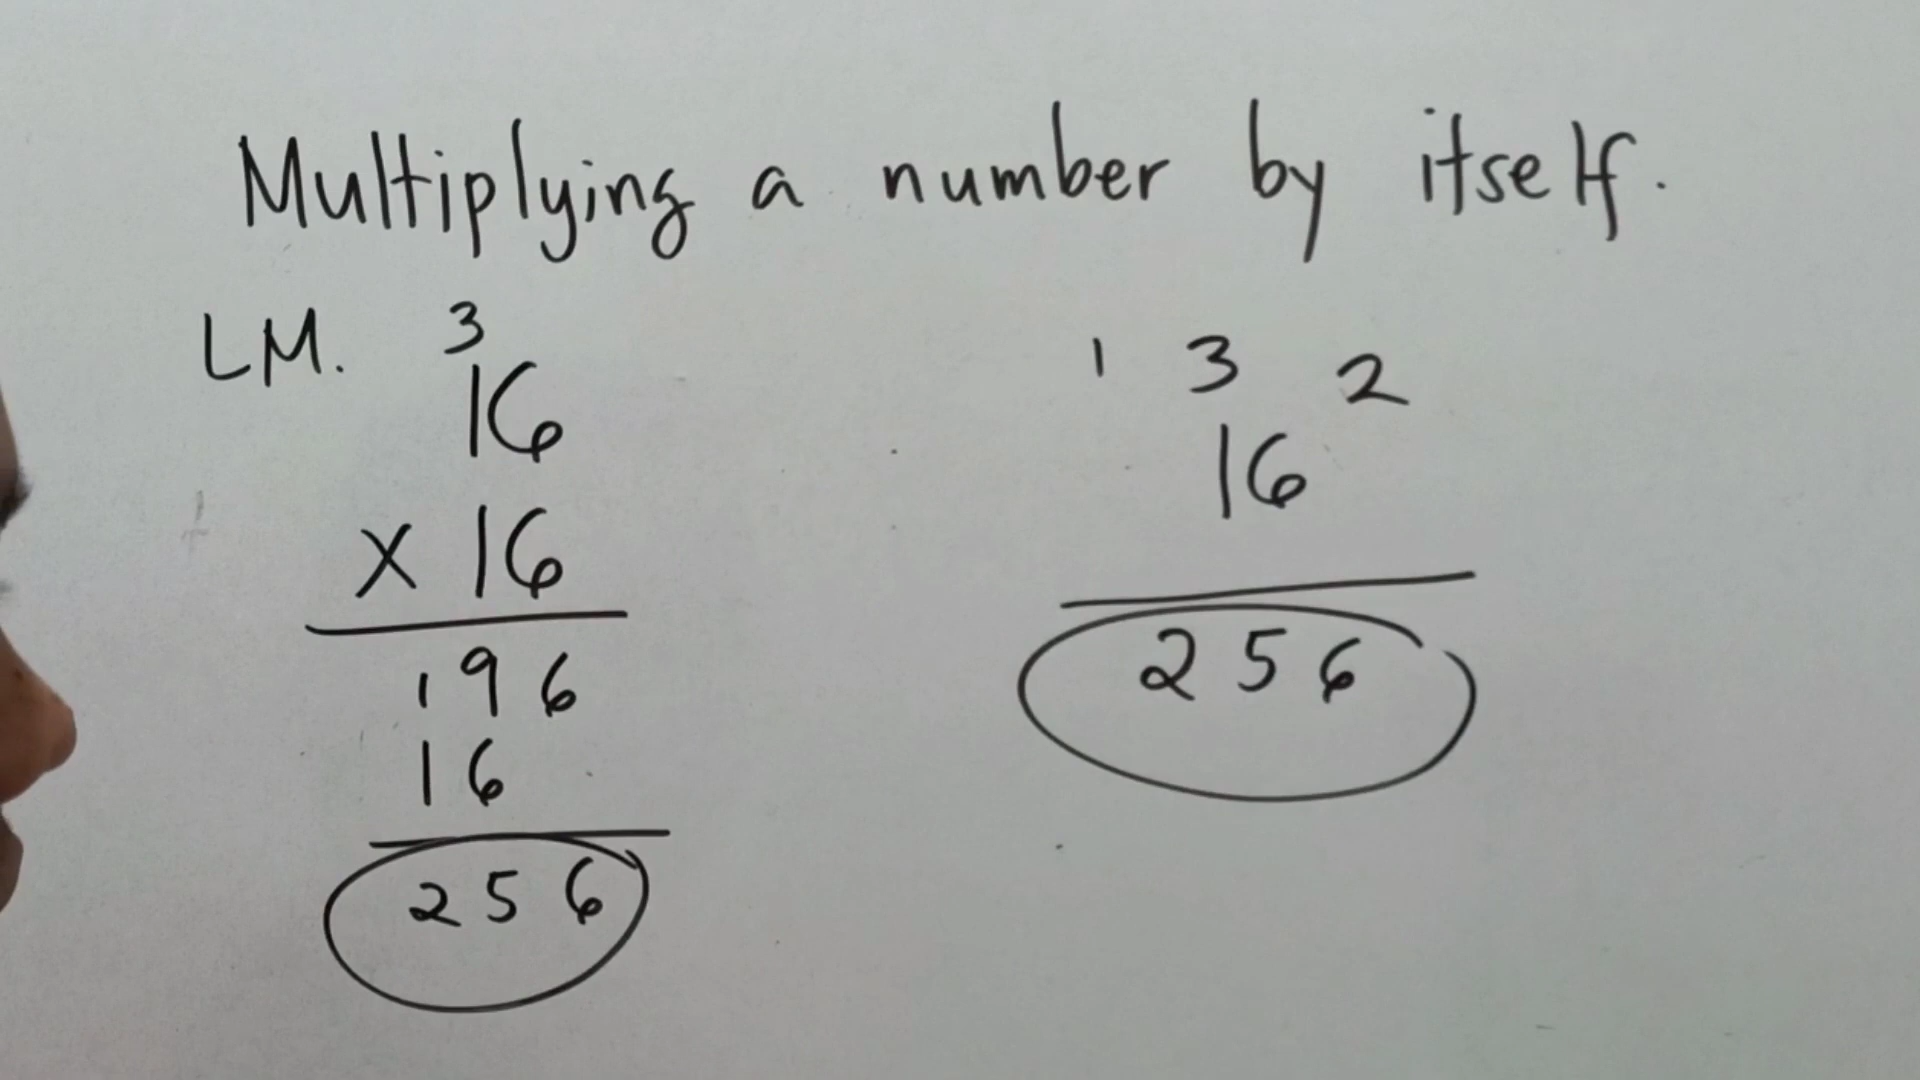 Multiplying a number by itself.
LM.
3
16
x 16
196
16
256
1 3 2
16
256